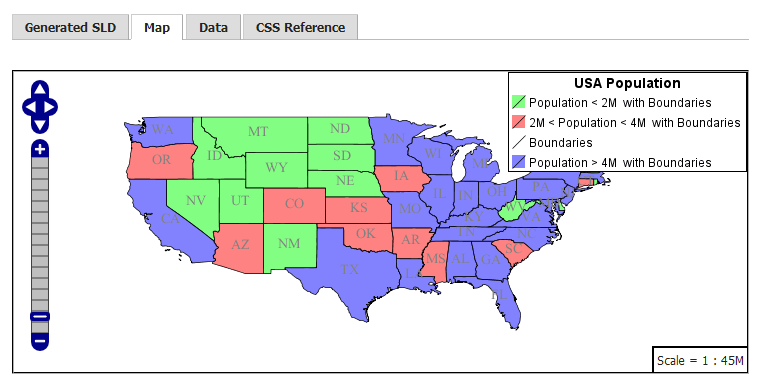 Generated SLD Map Data CSS Reference
USA Population
Population < 2M with Boundaries
2M < Population < 4M with Boundaries
Boundaries
Population > 4M with Boundaries
WA MT ND MN
OR ID SD WI MI
WY IA PA
NE IL IN OH
NV UT CO KS MO WV VA
CA KY
AZ NM OK AR TN NC
SC
TX MS AL GA
FL
Scale = 1 : 45M